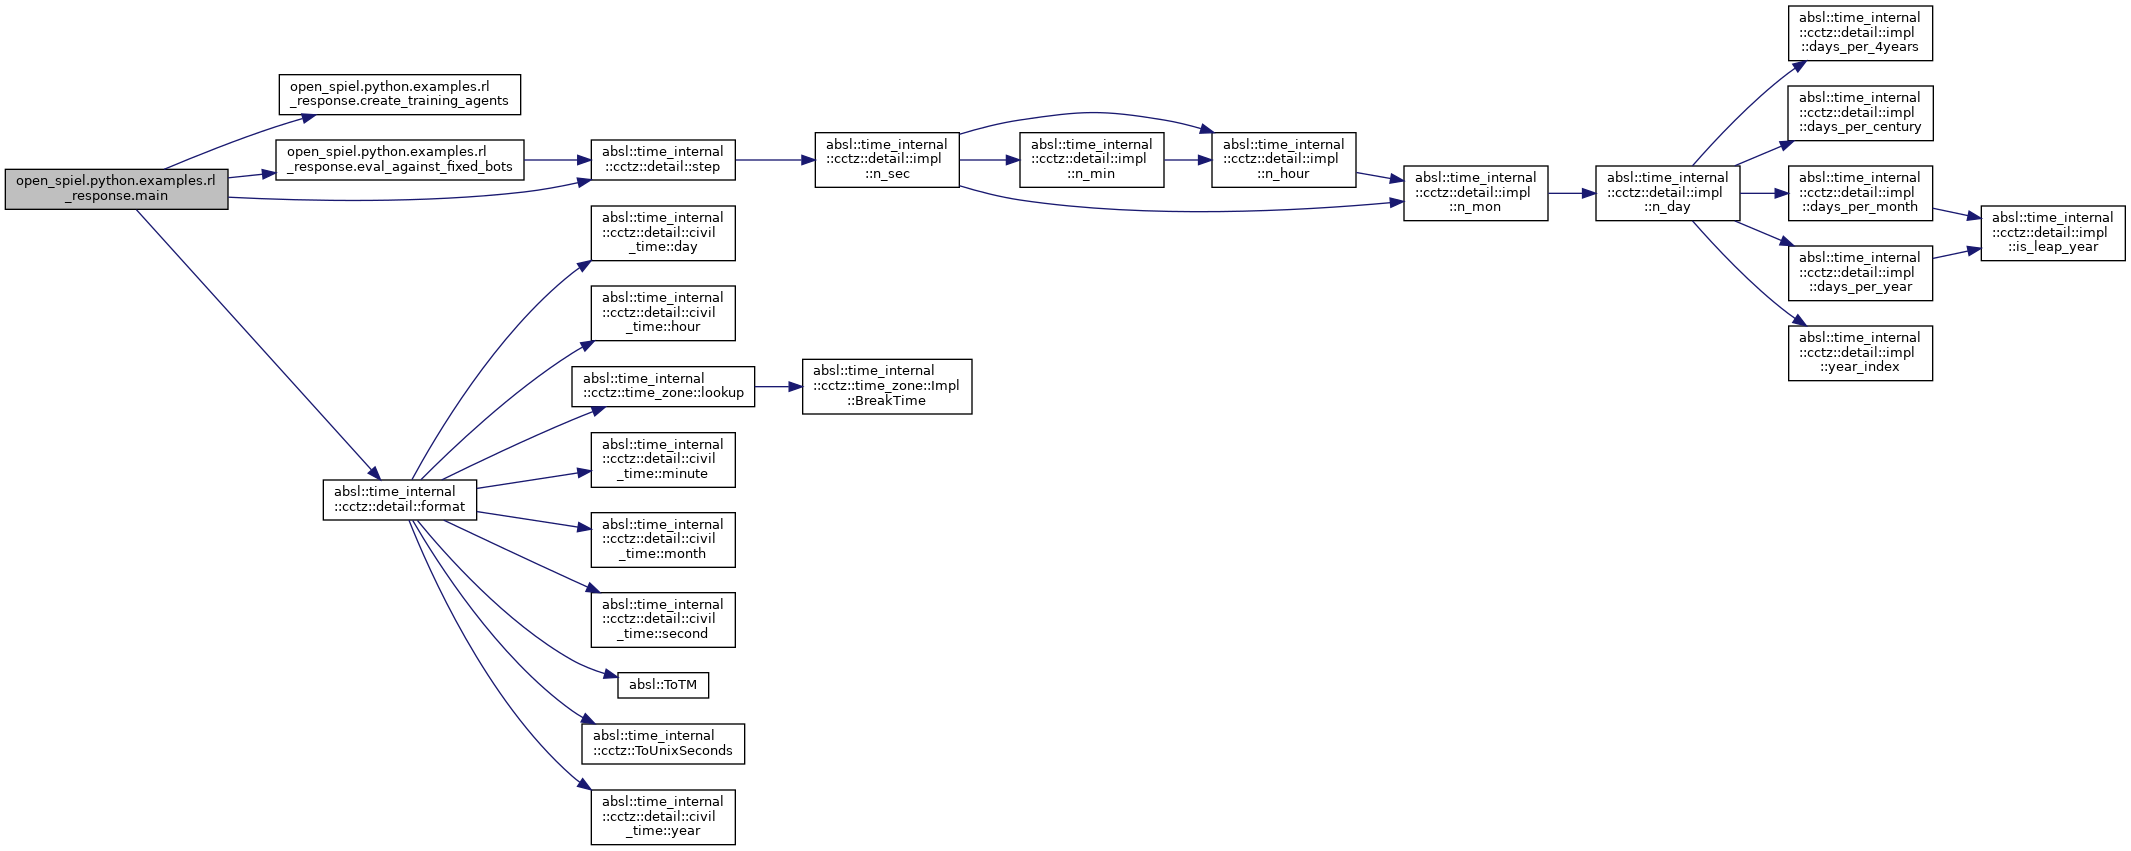 open_spiel.python.examples.rl
_response.main
open_spiel.python.examples.rl
_response.create_training_agents
open_spiel.python.examples.rl
_response.eval_against_fixed_bots
absl::time_internal
::cctz::detail::step
absl::time_internal
::cctz::detail::impl
::n_sec
absl::time_internal
::cctz::detail::impl
::n_min
absl::time_internal
::cctz::detail::impl
::n_hour
absl::time_internal
::cctz::detail::impl
::n_mon
absl::time_internal
::cctz::detail::impl
::n_day
absl::time_internal
::cctz::detail::impl
::days_per_4years
absl::time_internal
::cctz::detail::impl
::days_per_century
absl::time_internal
::cctz::detail::impl
::days_per_month
absl::time_internal
::cctz::detail::impl
::days_per_year
absl::time_internal
::cctz::detail::impl
::year_index
absl::time_internal
::cctz::detail::impl
::is_leap_year
absl::time_internal
::cctz::detail::format
absl::time_internal
::cctz::detail::civil
_time::day
absl::time_internal
::cctz::detail::civil
_time::hour
absl::time_internal
::cctz::time_zone::lookup
absl::time_internal
::cctz::time_zone::Impl
::BreakTime
absl::time_internal
::cctz::detail::civil
_time::minute
absl::time_internal
::cctz::detail::civil
_time::month
absl::time_internal
::cctz::detail::civil
_time::second
absl::ToTM
absl::time_internal
::cctz::ToUnixSeconds
absl::time_internal
::cctz::detail::civil
_time::year